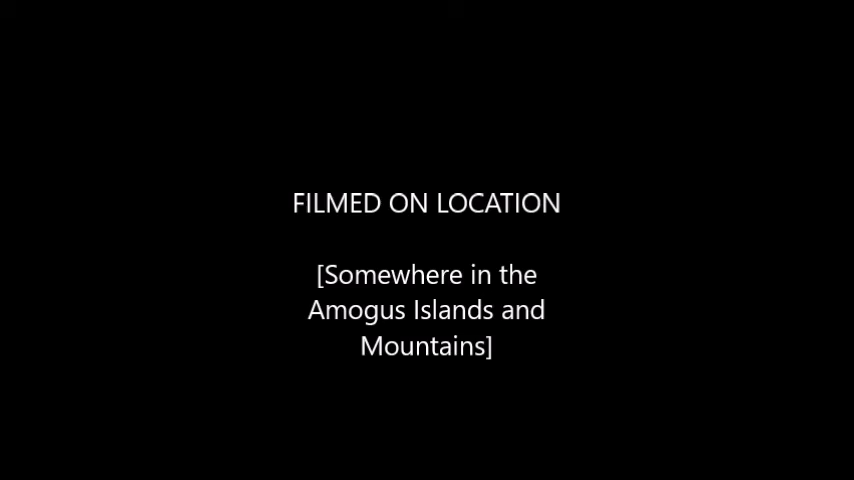 FILMED ON LOCATION
[Somewhere in the
Amogus Islands and
Mountains]